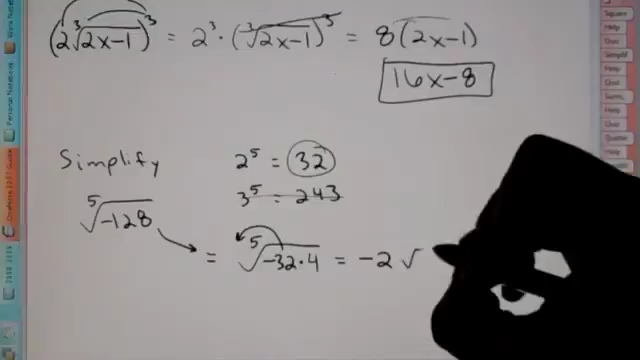 (2∛(2x−1))³ = 2³ · (∛(2x−1))³ = 8(2x−1)
16x−8
Simplify
2⁵ = 32
3⁵ = 243
⁵√−128
= ⁵√−32·4 = −2√